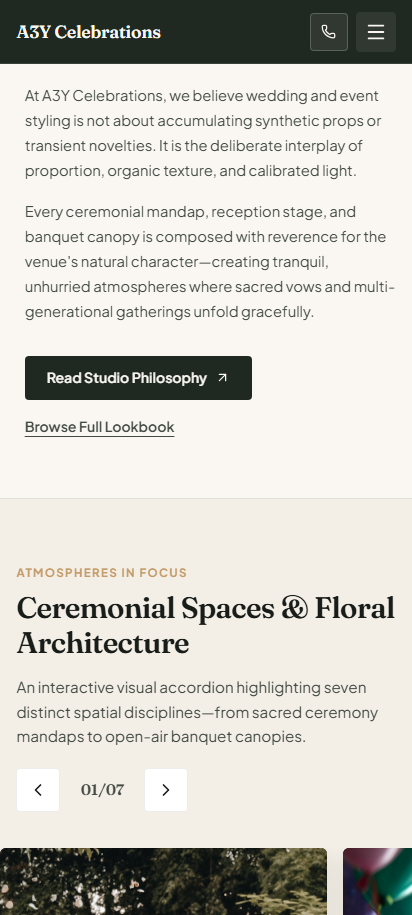 A3Y Celebrations
At A3Y Celebrations, we believe wedding and event
styling is not about accumulating synthetic props or
transient novelties. It is the deliberate interplay of
proportion, organic texture, and calibrated light.
Every ceremonial mandap, reception stage, and
banquet canopy is composed with reverence for the
venue's natural character—creating tranquil,
unhurried atmospheres where sacred vows and multi-
generational gatherings unfold gracefully.
Read Studio Philosophy
Browse Full Lookbook
ATMOSPHERES IN FOCUS
Ceremonial Spaces & Floral
Architecture
An interactive visual accordion highlighting seven
distinct spatial disciplines—from sacred ceremony
mandaps to open-air banquet canopies.
01/07